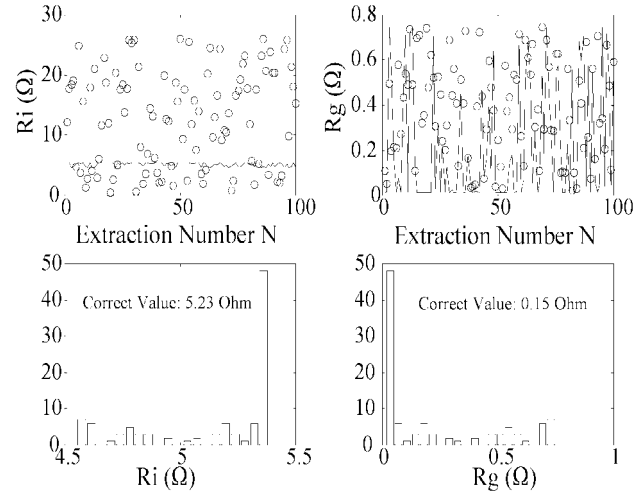 Ri (Ω)
30
20
10
0
0 50 100
Extraction Number N
Rg (Ω)
0.8
0.6
0.4
0.2
0
0 50 100
Extraction Number N
50
40
30
20
10
0
Correct Value: 5.23 Ohm
4.5 5 5.5
Ri (Ω)
50
40
30
20
10
0
Correct Value: 0.15 Ohm
0 0.5 1
Rg (Ω)